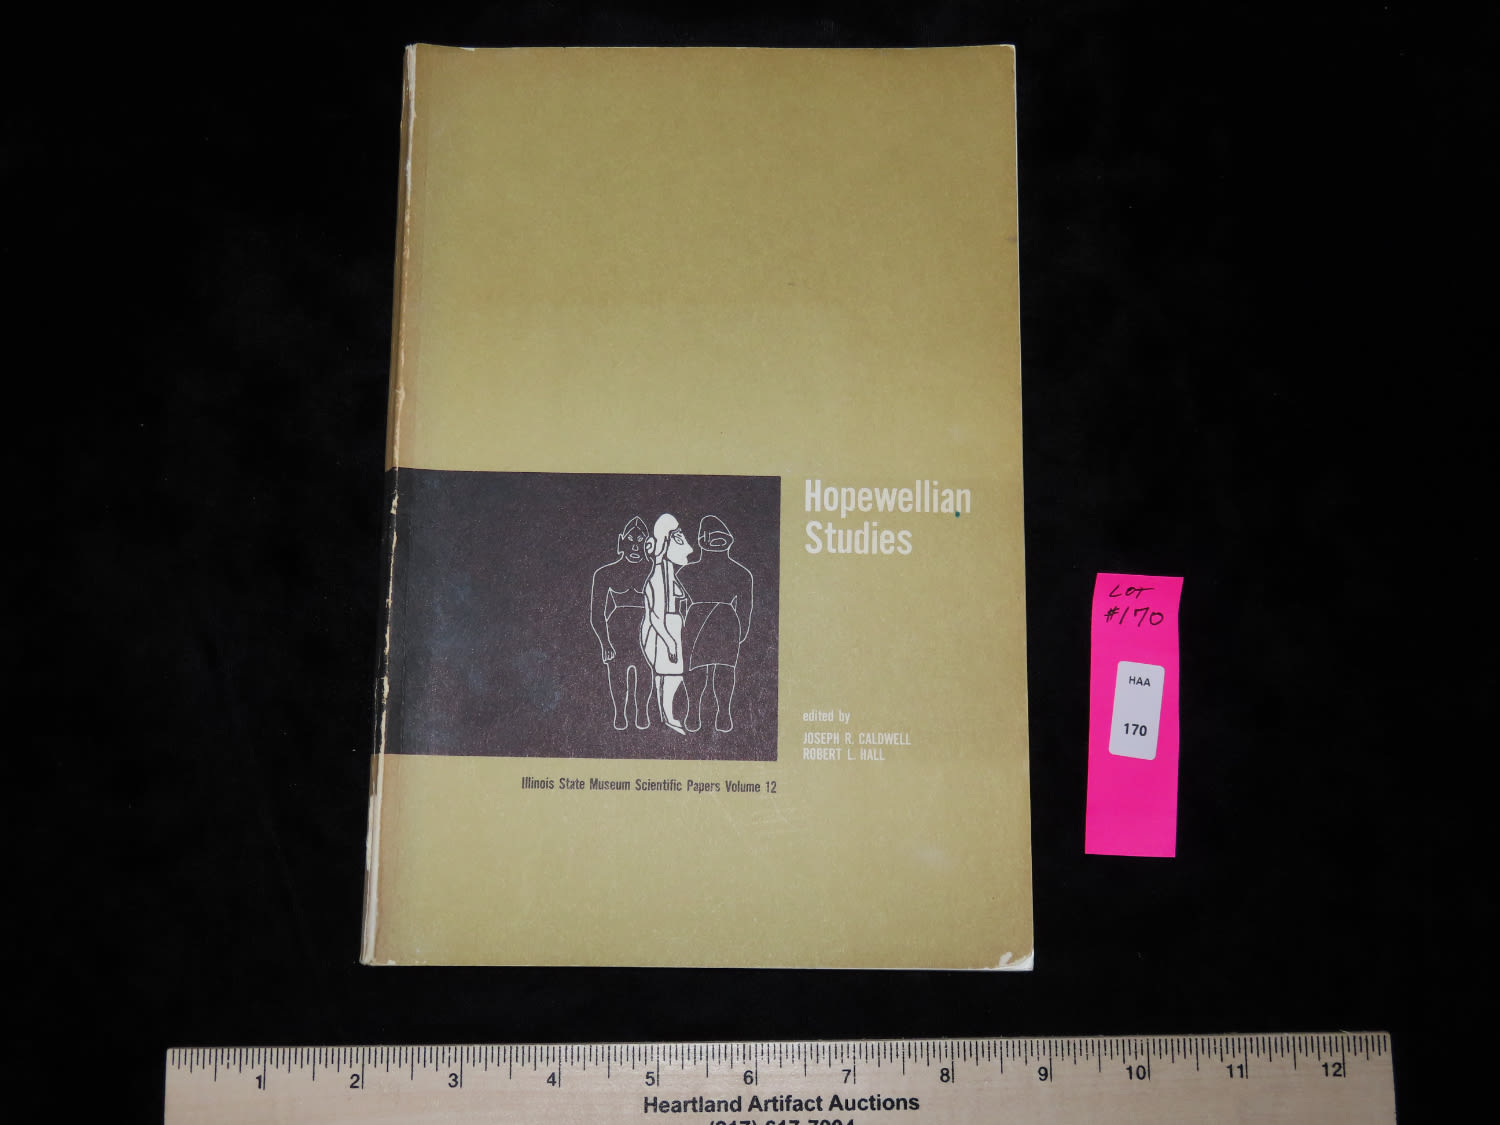 Hopewellian
Studies
edited by
JOSEPH R. CALDWELL
ROBERT L. HALL
Illinois State Museum Scientific Papers Volume 12
LOT
#170
HAA
170
1 2 3 4 5 6 7 8 9 10 11 12
Heartland Artifact Auctions